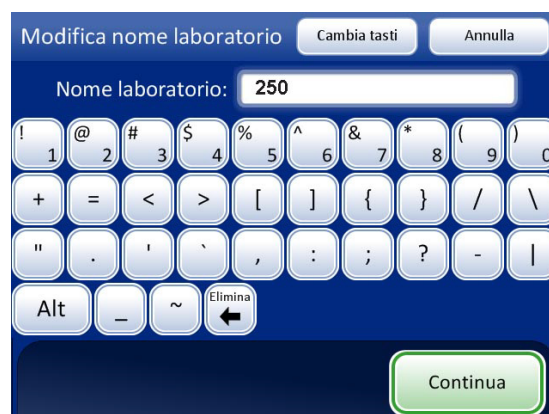 Modifica nome laboratorio Cambia tasti Annulla
Nome laboratorio: 250
! 1 @ 2 # 3 $ 4 % 5 ^ 6 & 7 * 8 ( 9 ) 0
+ = < > [ ] { } / \
" . ' ` , : ; ? - |
Alt _ ~ Elimina
Continua